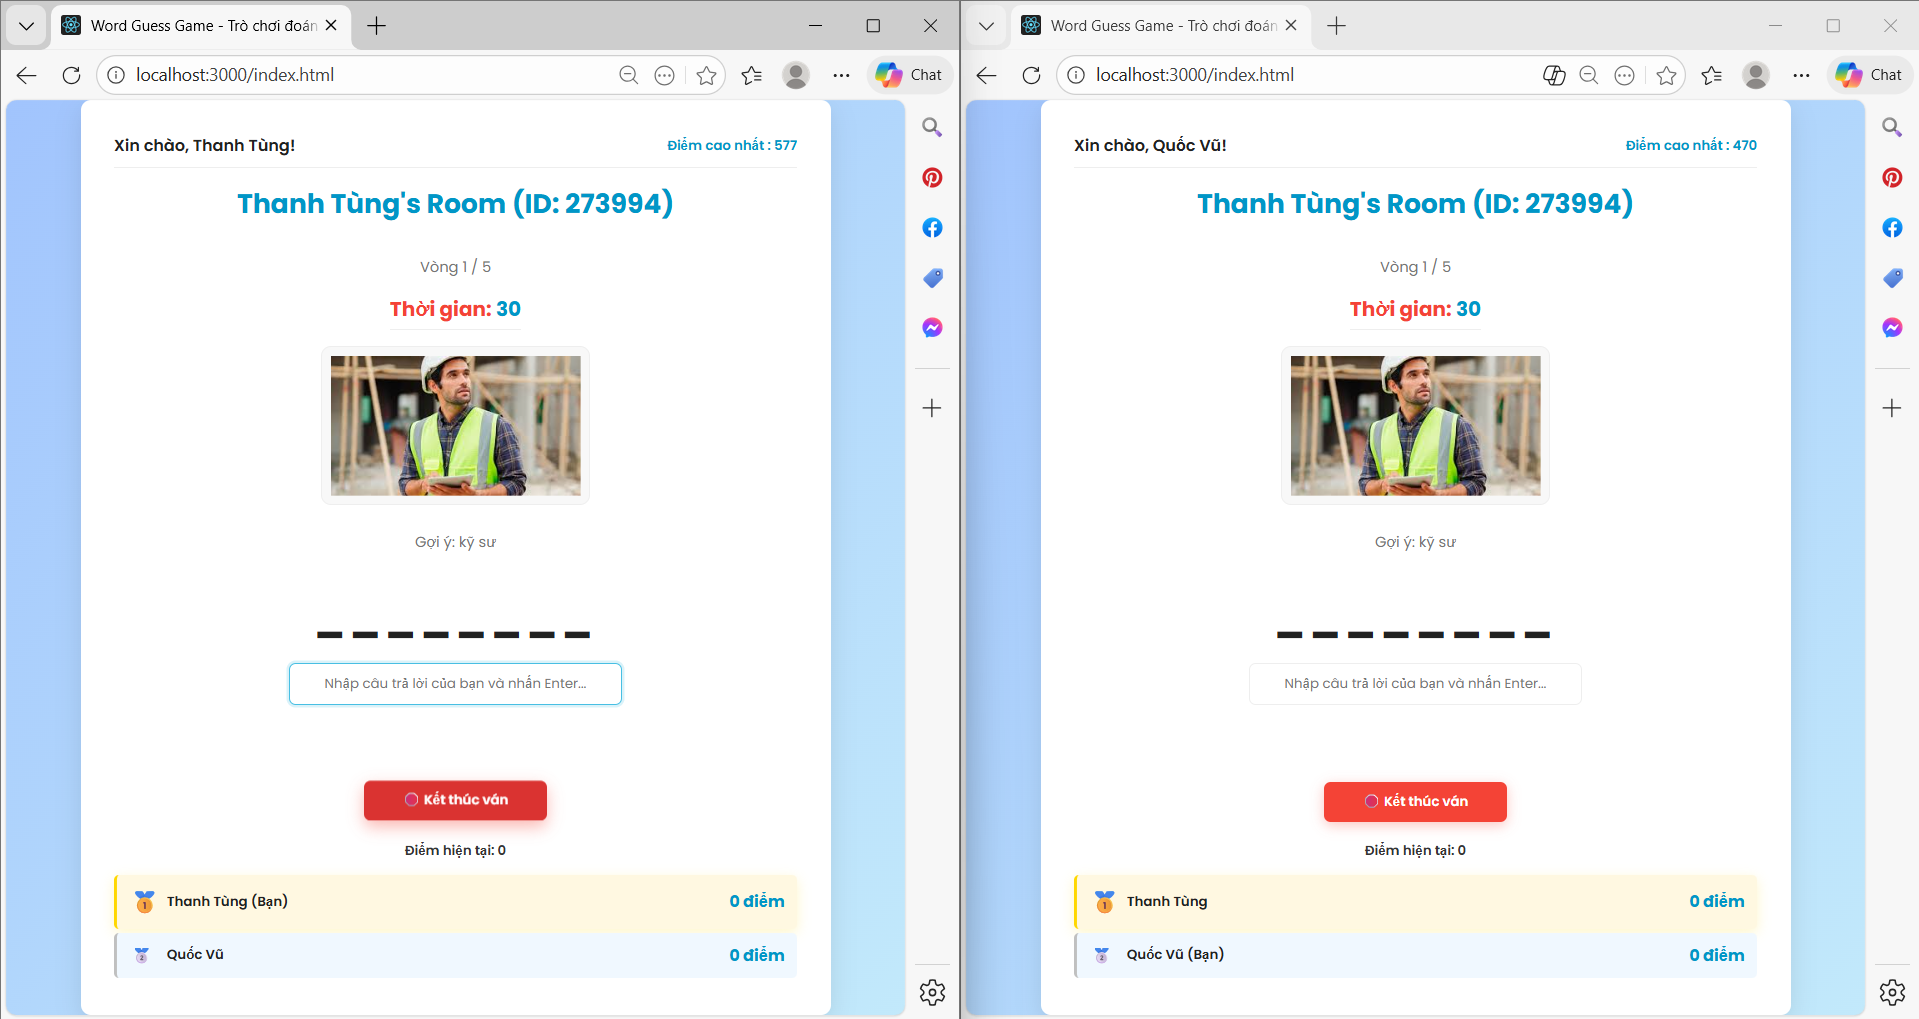 Word Guess Game - Trò chơi đoán
localhost:3000/index.html
Chat
Xin chào, Thanh Tùng!
Điểm cao nhất : 577
Thanh Tùng's Room (ID: 273994)
Vòng 1 / 5
Thời gian: 30
Gợi ý: kỹ sư
_ _ _ _ _ _ _ _
Nhập câu trả lời của bạn và nhấn Enter...
Kết thúc ván
Điểm hiện tại: 0
1 Thanh Tùng (Bạn) 0 điểm
2 Quốc Vũ 0 điểm
Word Guess Game - Trò chơi đoán
localhost:3000/index.html
Chat
Xin chào, Quốc Vũ!
Điểm cao nhất : 470
Thanh Tùng's Room (ID: 273994)
Vòng 1 / 5
Thời gian: 30
Gợi ý: kỹ sư
_ _ _ _ _ _ _ _
Nhập câu trả lời của bạn và nhấn Enter...
Kết thúc ván
Điểm hiện tại: 0
1 Thanh Tùng 0 điểm
2 Quốc Vũ (Bạn) 0 điểm